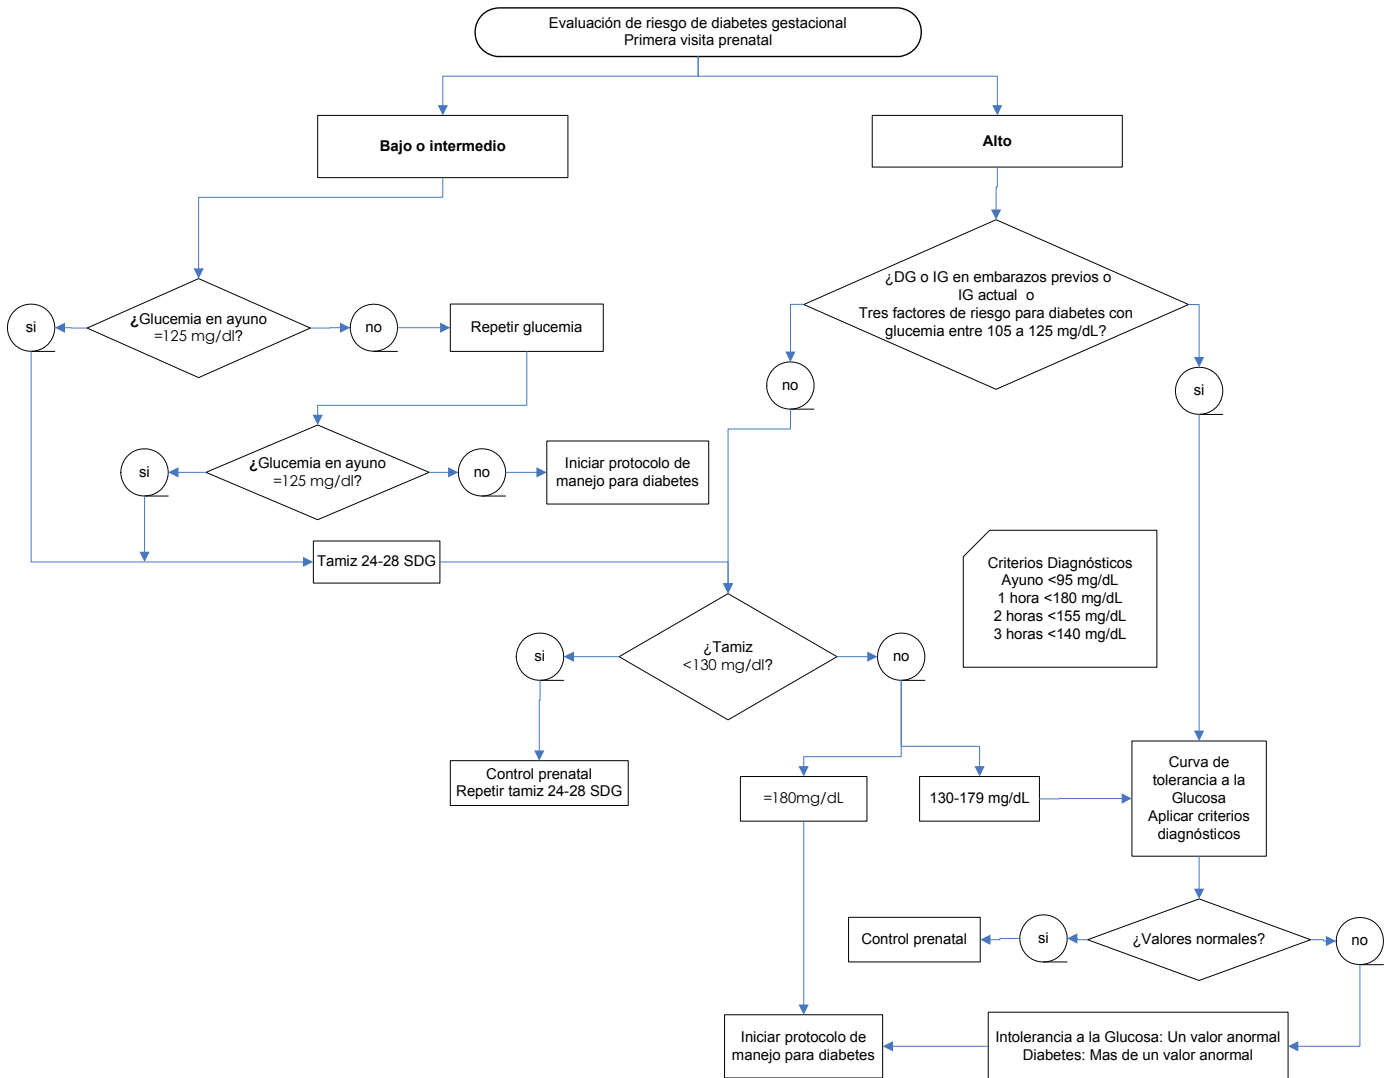 Evaluación de riesgo de diabetes gestacional
Primera visita prenatal
Bajo o intermedio
Alto
¿DG o IG en embarazos previos o
IG actual o
Tres factores de riesgo para diabetes con
glucemia entre 105 a 125 mg/dL?
si
¿Glucemia en ayuno
=125 mg/dl?
no
Repetir glucemia
no
si
si
¿Glucemia en ayuno
=125 mg/dl?
no
Iniciar protocolo de
manejo para diabetes
Tamiz 24-28 SDG
Criterios Diagnósticos
Ayuno <95 mg/dL
1 hora <180 mg/dL
2 horas <155 mg/dL
3 horas <140 mg/dL
si
¿Tamiz
<130 mg/dl?
no
Control prenatal
Repetir tamiz 24-28 SDG
=180mg/dL
130-179 mg/dL
Curva de
tolerancia a la
Glucosa
Aplicar criterios
diagnósticos
Control prenatal
si
¿Valores normales?
no
Iniciar protocolo de
manejo para diabetes
Intolerancia a la Glucosa: Un valor anormal
Diabetes: Mas de un valor anormal